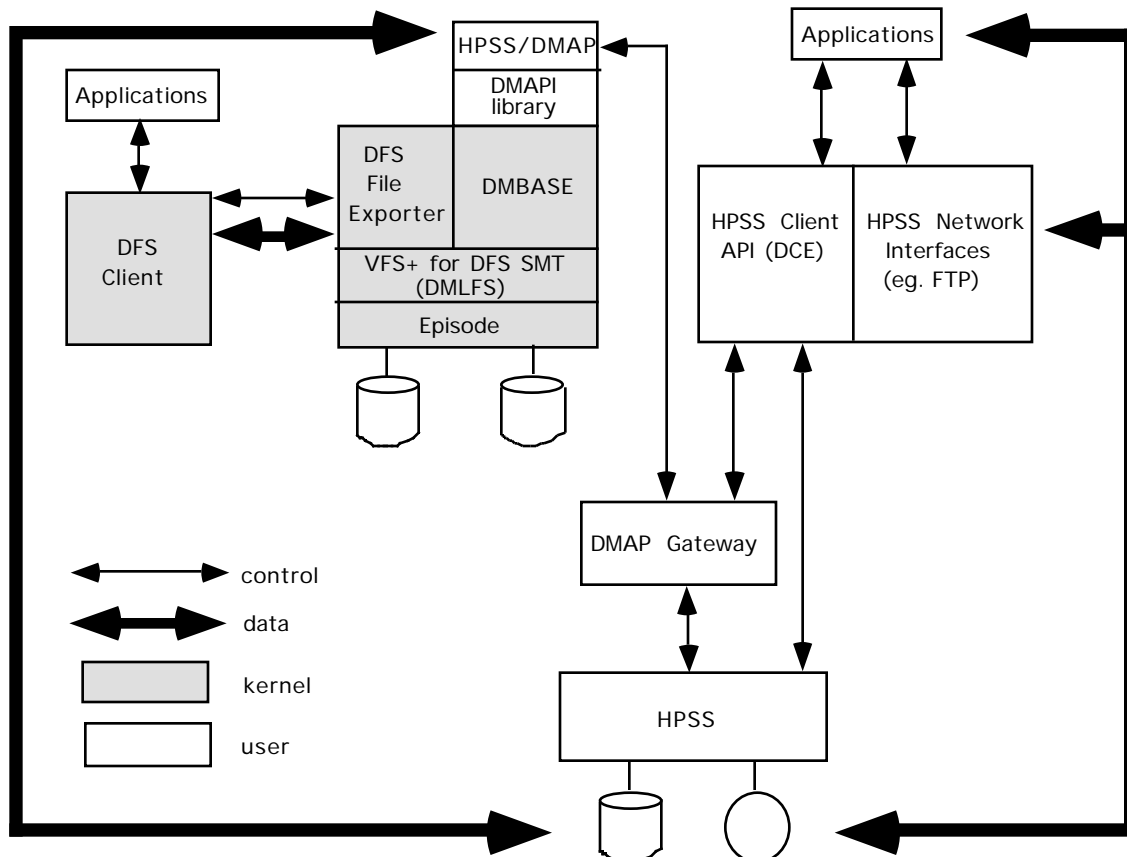 HPSS/DMAP
DMAPI
library
Applications
DFS
File
Exporter
DMBASE
DFS
Client
VFS+ for DFS SMT
(DMLFS)
Episode
Applications
HPSS Client
API (DCE)
HPSS Network
Interfaces
(eg. FTP)
DMAP Gateway
HPSS
control
data
kernel
user